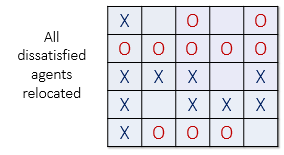 All
dissatisfied
agents
relocated
X O O
O O O O O
X X X X
X X X X
X O O O